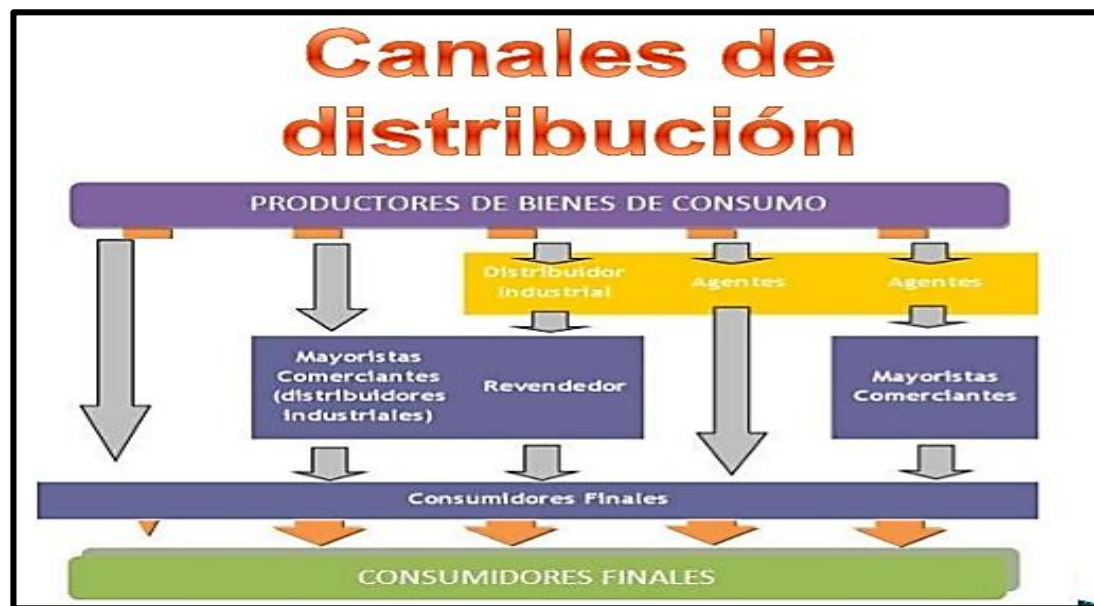 Canales de
distribución
PRODUCTORES DE BIENES DE CONSUMO
Distribuidor
Industrial
Agentes
Agentes
Mayoristas
Comerciantes
(distribuidores
industriales)
Revendedor
Mayoristas
Comerciantes
Consumidores Finales
CONSUMIDORES FINALES